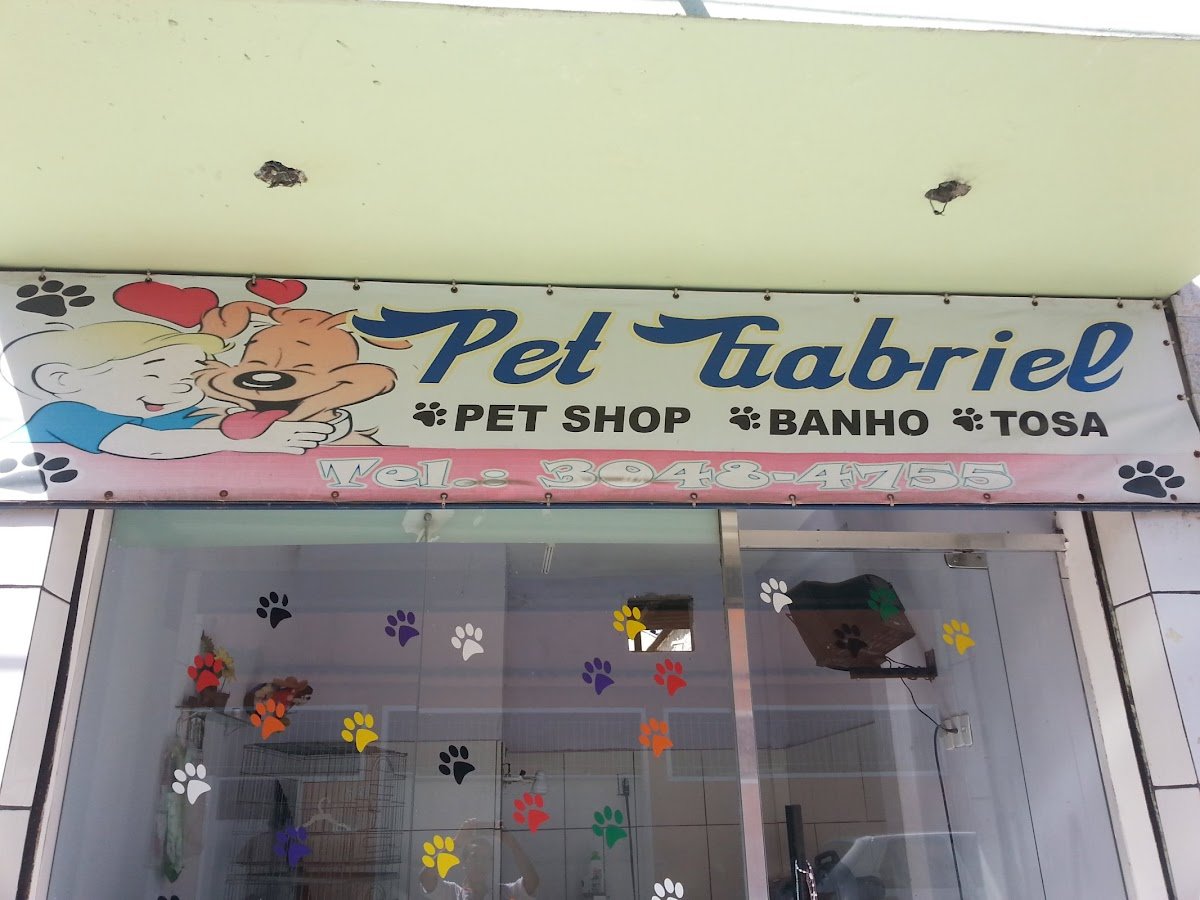 Pet Gabriel
PET SHOP BANHO TOSA
Tel.: 3048-4755